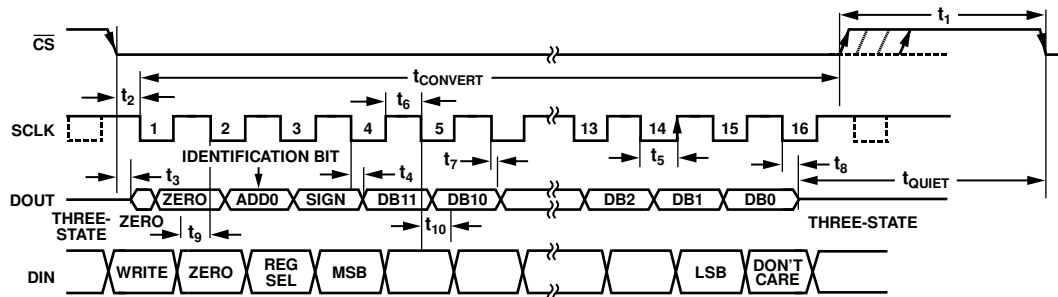 t1
CS
tCONVERT
t2
t6
SCLK
1 2 3 4 5 13 14 15 16
IDENTIFICATION BIT
t7
t5
t8
t3
t4
tQUIET
DOUT
ZERO ADD0 SIGN DB11 DB10 DB2 DB1 DB0
THREE-STATE
ZERO
THREE-STATE
t9
t10
DIN
WRITE ZERO REG SEL MSB LSB DON'T CARE